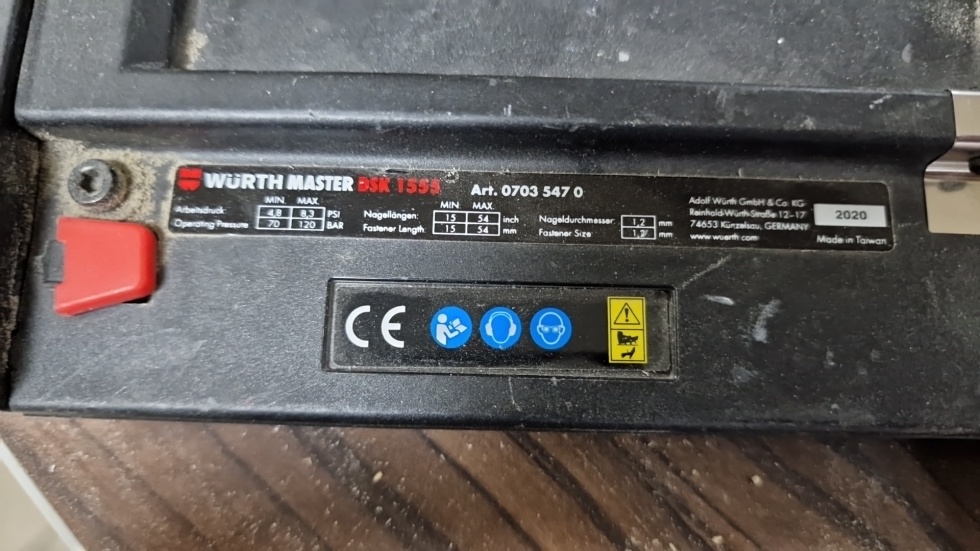 WÜRTH MASTER DSK 1555 Art. 0703 547 0
MIN. MAX.
Arbeitsdruck: 4,8 8,3 PSI
Operating Pressure 70 120 BAR
MIN. MAX.
Nagellängen: 15 54 inch
Fastener Length: 15 54 mm
Nageldurchmesser: 1,2 mm
Fastener Size: 1,2 mm
Adolf Würth GmbH & Co. KG
Reinhold-Würth-Straße 12–17
74653 Künzelsau, GERMANY
www.wuerth.com
2020
Made in Taiwan
CE